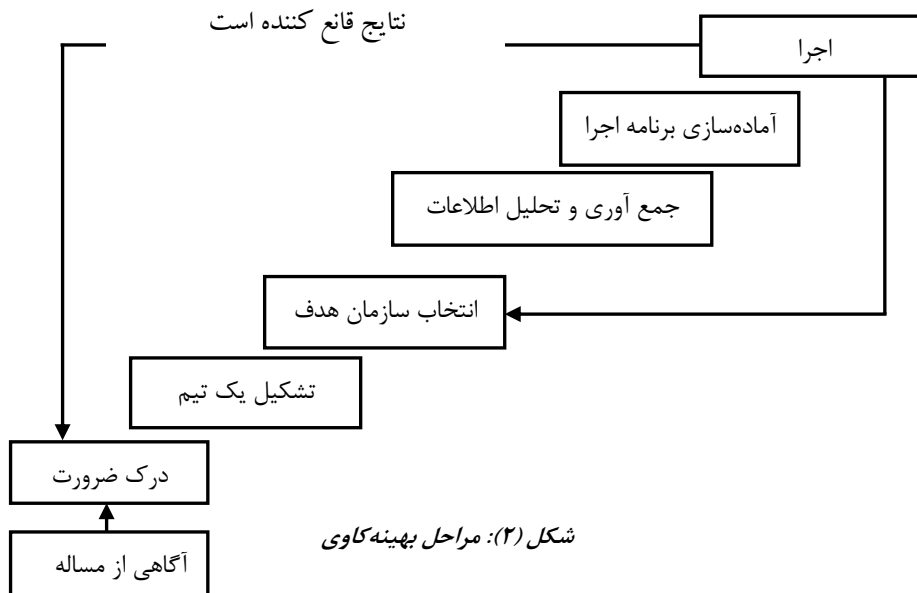 نتایج قانع کننده است
اجرا
آماده‌سازی برنامه اجرا
جمع آوری و تحلیل اطلاعات
انتخاب سازمان هدف
تشکیل یک تیم
درک ضرورت
شکل (۲): مراحل بهینه‌کاوی
آگاهی از مساله